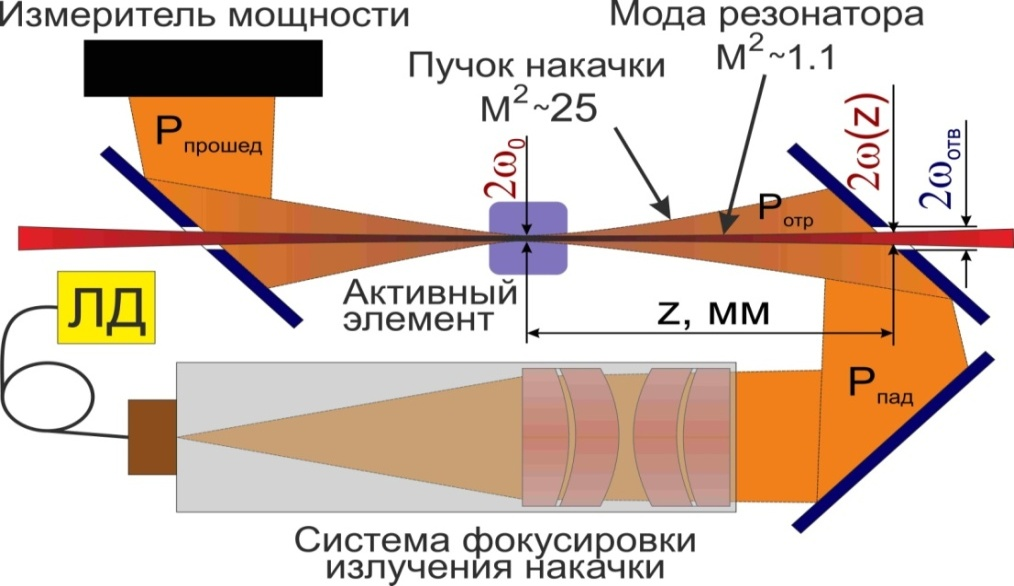 Измеритель мощности
Мода резонатора
M²~1.1
Пучок накачки
M²~25
Pпрошед
2ω₀
2ω(z)
2ωотв
Pотр
Активный
элемент
z, мм
ЛД
Pпад
Система фокусировки
излучения накачки